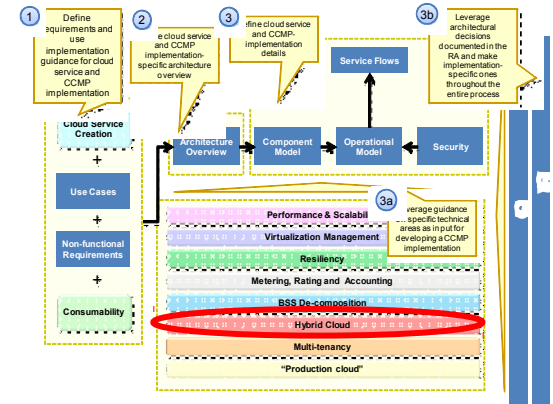 1
Define
requirements and
use
implementation
guidance for cloud
service and
CCMP
implementation
2
cloud service
and CCMP
implementation-
specific architecture
overview
3
fine cloud service
and CCMP-
implementation
details
3b
Leverage
architectural
decisions
documented in the
RA and make
implementation-
specific ones
throughout the
entire process
Cloud Service
Creation
+
Use Cases
+
Non-functional
Requirements
+
Consumability
Service Flows
Architecture
Overview
Component
Model
Operational
Model
Security
3a
verage guidance
specific technical
areas as input for
developing a CCMP
implementation
Performance & Scalabil
Virtualization Management
Resiliency
Metering, Rating and Accounting
BSS De-composition
Hybrid Cloud
Multi-tenancy
“Production cloud”